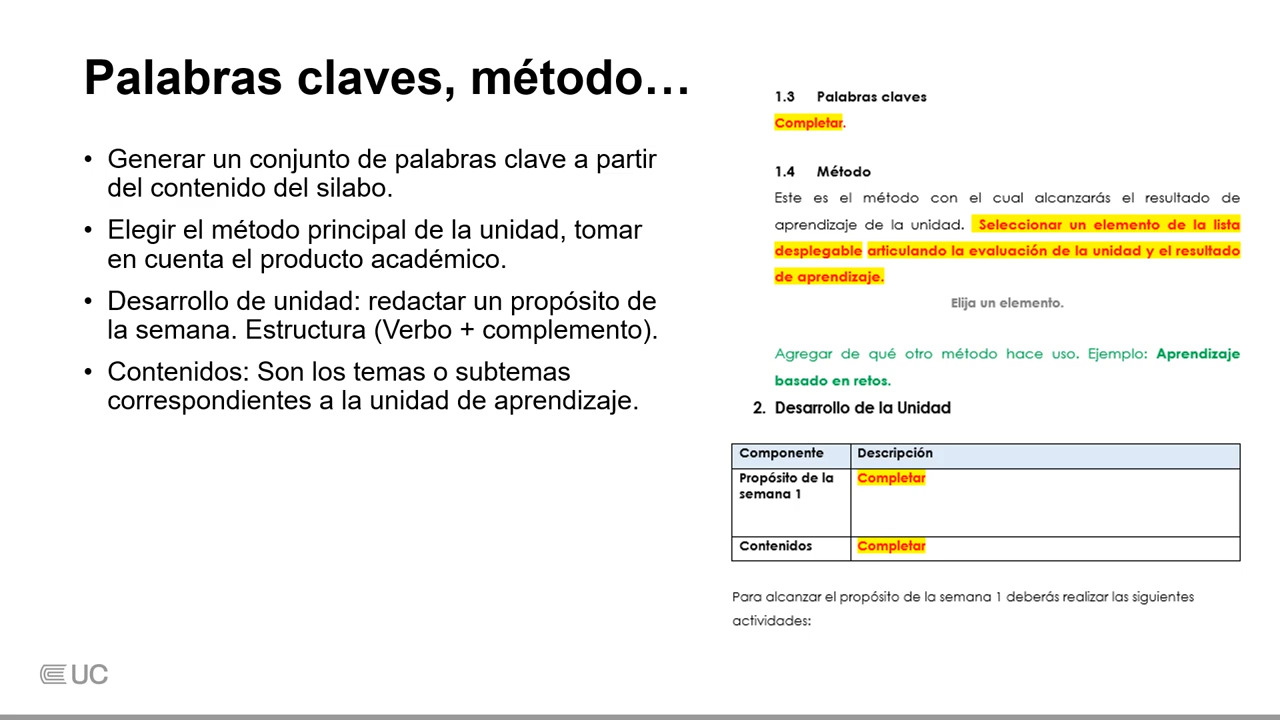 Palabras claves, método…
• Generar un conjunto de palabras clave a partir
del contenido del silabo.
• Elegir el método principal de la unidad, tomar
en cuenta el producto académico.
• Desarrollo de unidad: redactar un propósito de
la semana. Estructura (Verbo + complemento).
• Contenidos: Son los temas o subtemas
correspondientes a la unidad de aprendizaje.
1.3 Palabras claves
Completar.
1.4 Método
Este es el método con el cual alcanzarás el resultado de
aprendizaje de la unidad. Seleccionar un elemento de la lista
desplegable articulando la evaluación de la unidad y el resultado
de aprendizaje.
Elija un elemento.
Agregar de qué otro método hace uso. Ejemplo: Aprendizaje
basado en retos.
2. Desarrollo de la Unidad
Componente Descripción
Propósito de la Completar
semana 1
Contenidos Completar
Para alcanzar el propósito de la semana 1 deberás realizar las siguientes
actividades:
UC